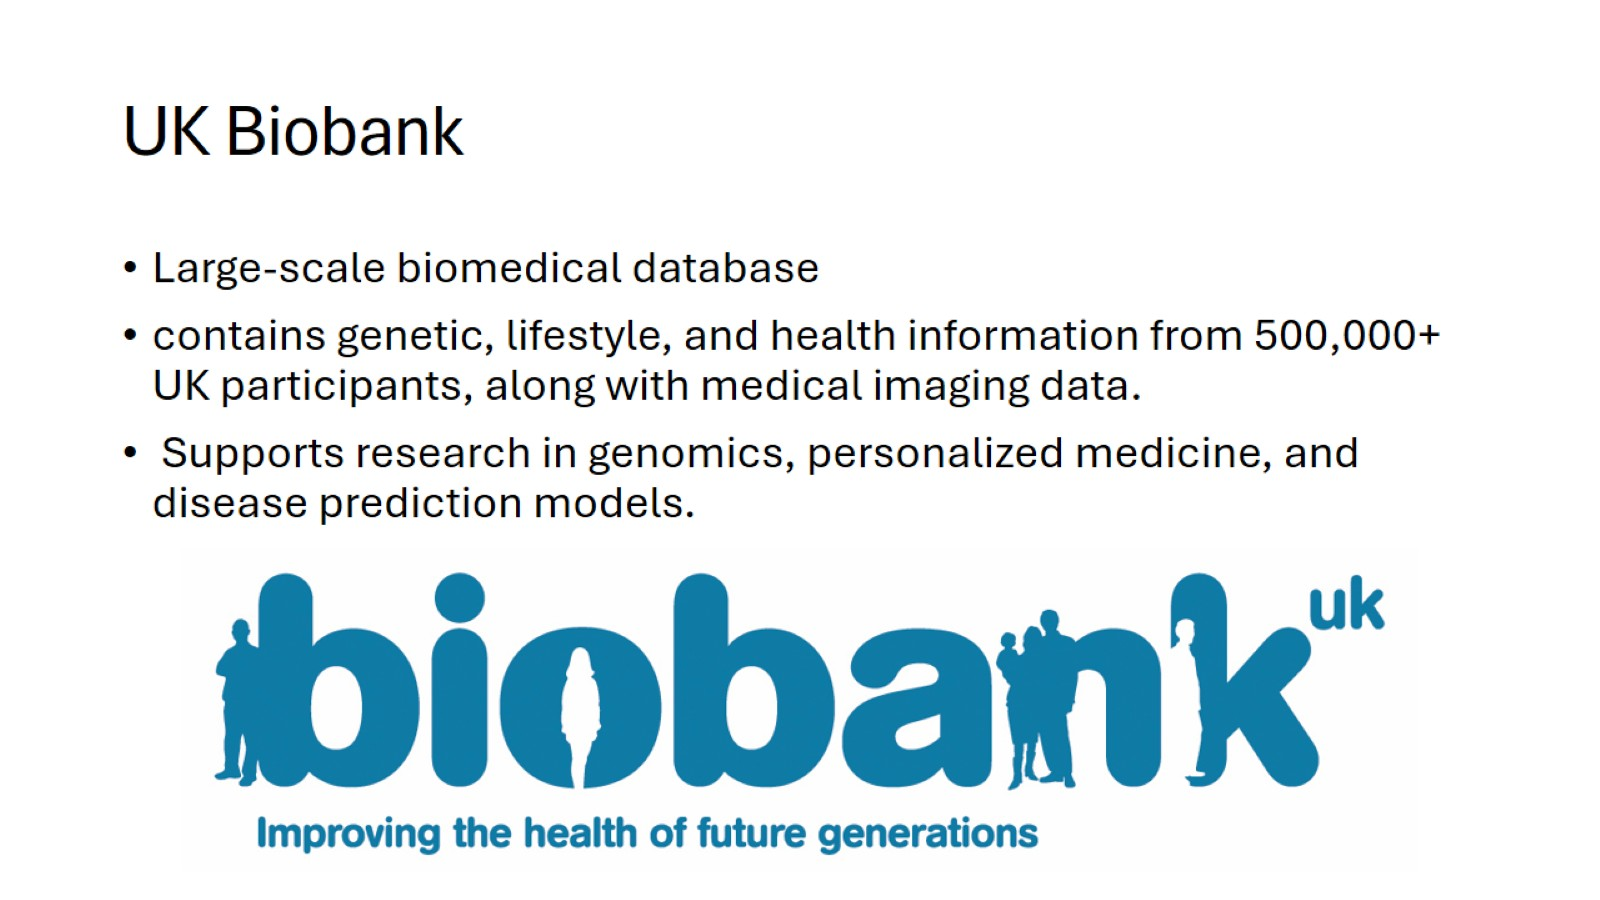 UK Biobank
• Large-scale biomedical database
• contains genetic, lifestyle, and health information from 500,000+
UK participants, along with medical imaging data.
• Supports research in genomics, personalized medicine, and
disease prediction models.
biobank uk
Improving the health of future generations